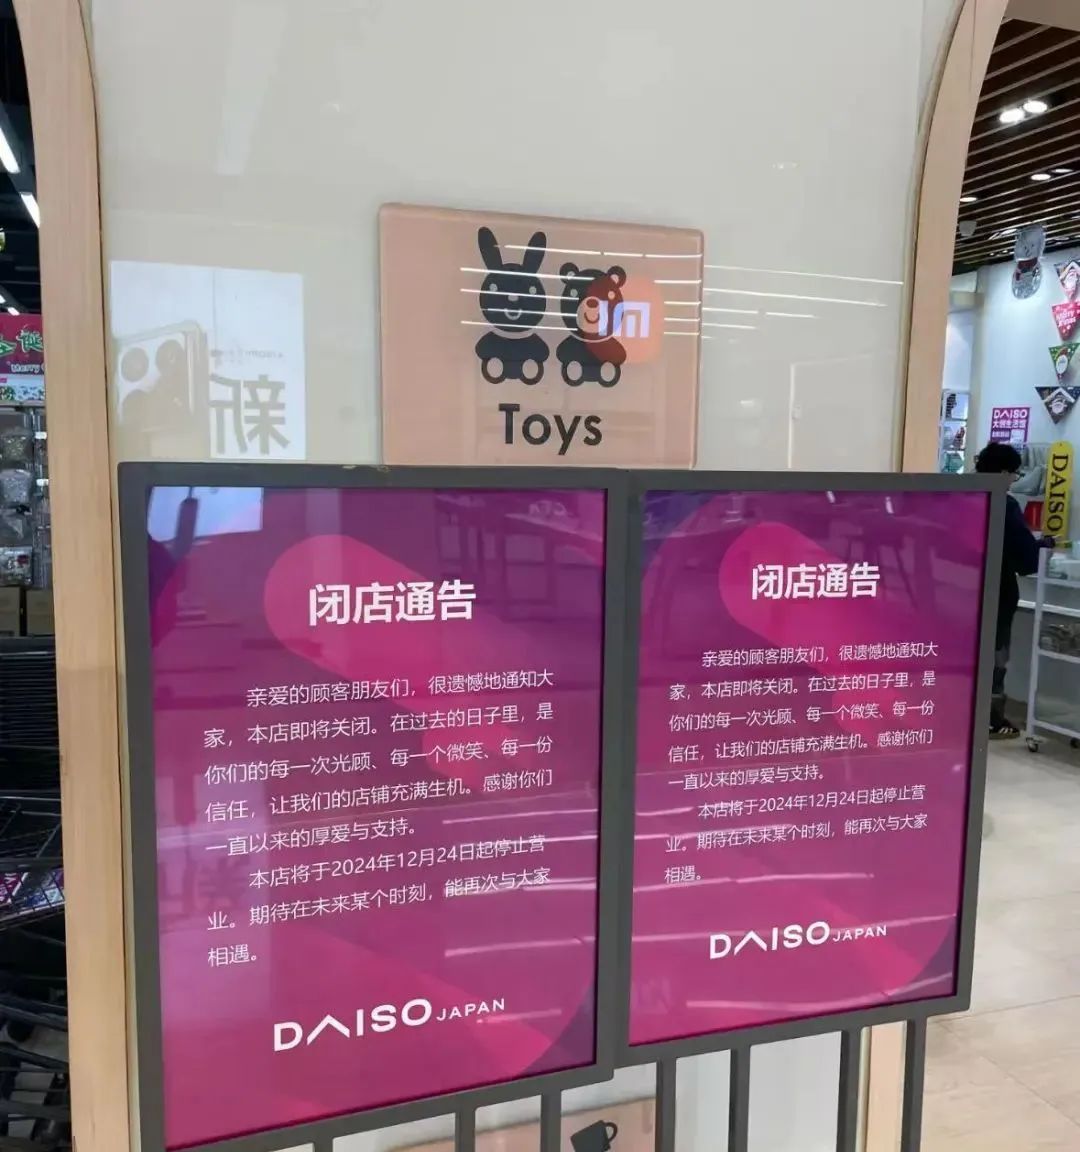 Toys
新
闭店通告
亲爱的顾客朋友们，很遗憾地通知大
家，本店即将关闭。在过去的日子里，是
你们的每一次光顾、每一个微笑、每一份
信任，让我们的店铺充满生机。感谢你们
一直以来的厚爱与支持。
本店将于2024年12月24日起停止营
业。期待在未来某个时刻，能再次与大家
相遇。
DAISO JAPAN
闭店通告
亲爱的顾客朋友们，很遗憾地通知大
家，本店即将关闭。在过去的日子里，是
你们的每一次光顾、每一个微笑、每一份
信任，让我们的店铺充满生机。感谢你们
一直以来的厚爱与支持。
本店将于2024年12月24日起停止营
业。期待在未来某个时刻，能再次与大家
相遇。
DAISO JAPAN
DAISO
大创生活馆
DAISO